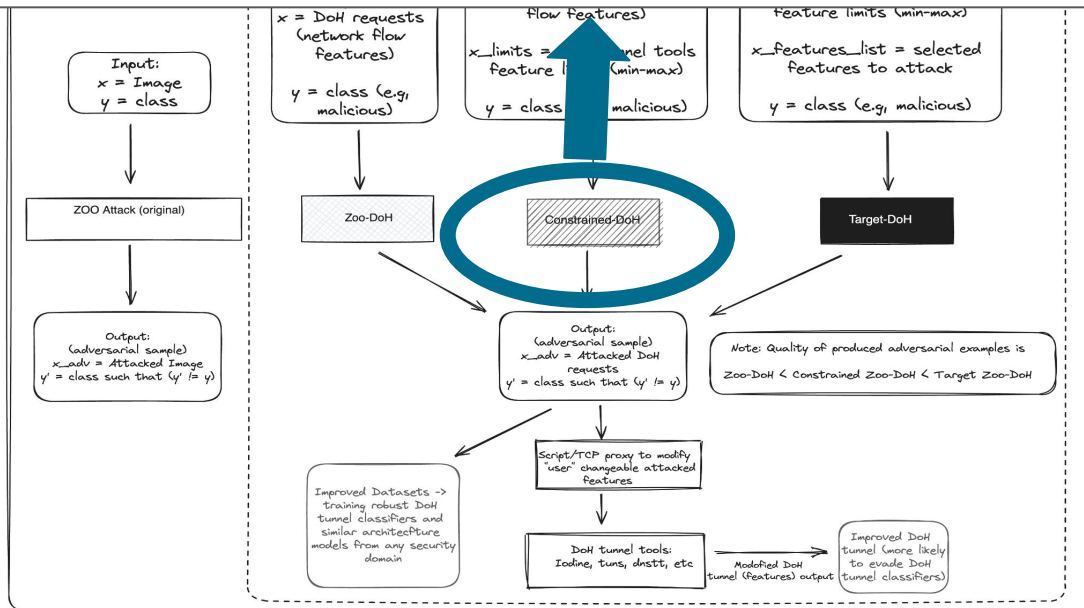 Input:
x = Image
y = class
x = DoH requests
(network flow
features)
y = class (e.g,
malicious)
flow features)
x_limits = nel tools
feature li (min-max)
y = class malicious)
feature limits (min-max)
x_features_list = selected
features to attack
y = class (e.g, malicious)
ZOO Attack (original)
Zoo-DoH
Constrained-DoH
Target-DoH
Output:
(adversarial sample)
x_adv = Attacked Image
y' = class such that (y' != y)
Output:
(adversarial sample)
x_adv = Attacked DoH
requests
y' = class such that (y' != y)
Note: Quality of produced adversarial examples is
Zoo-DoH < Constrained Zoo-DoH < Target Zoo-DoH
Script/TCP proxy to modify
"user" changeable attacked
features
Improved Datasets ->
training robust DoH
tunnel classifiers and
similar architecfture
models from any security
domain
DoH tunnel tools:
Iodine, tuns, dnstt, etc
Modofied DoH
tunnel (features) output
Improved DoH
tunnel (more likely
to evade DoH
tunnel classifiers)